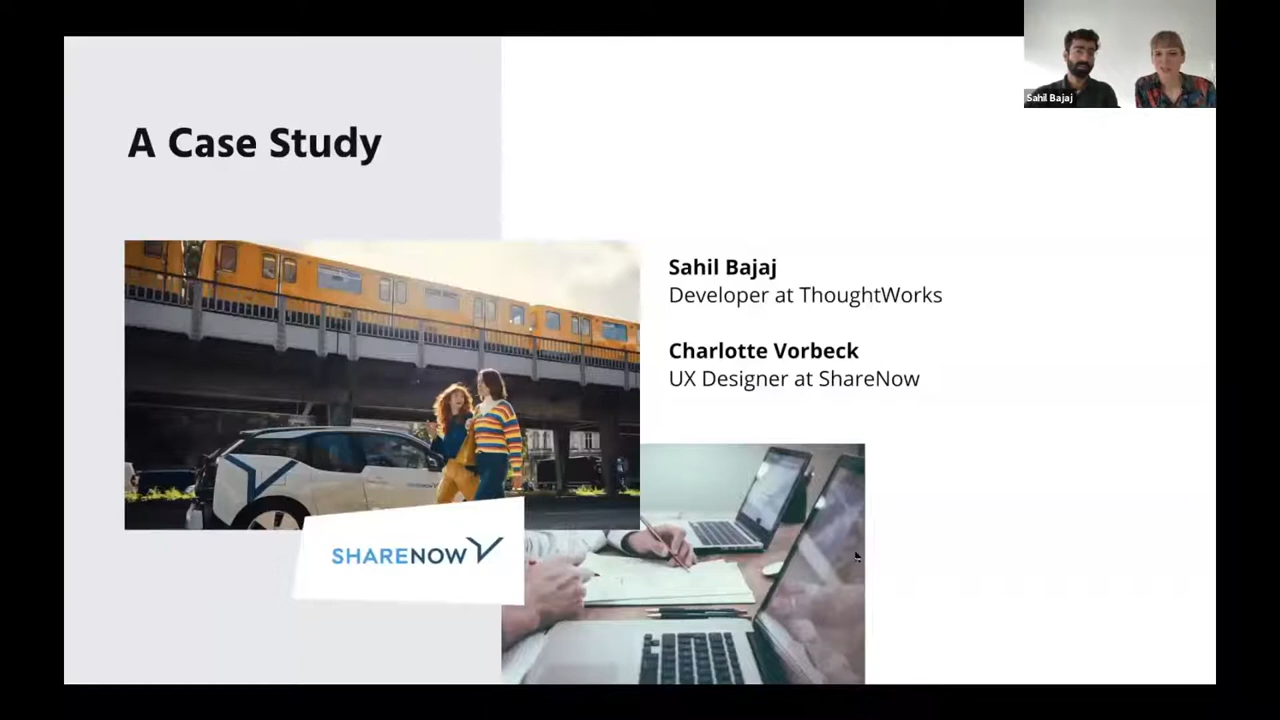 Sahil Bajaj
A Case Study
Sahil Bajaj
Developer at ThoughtWorks
Charlotte Vorbeck
UX Designer at ShareNow
SHARENOW